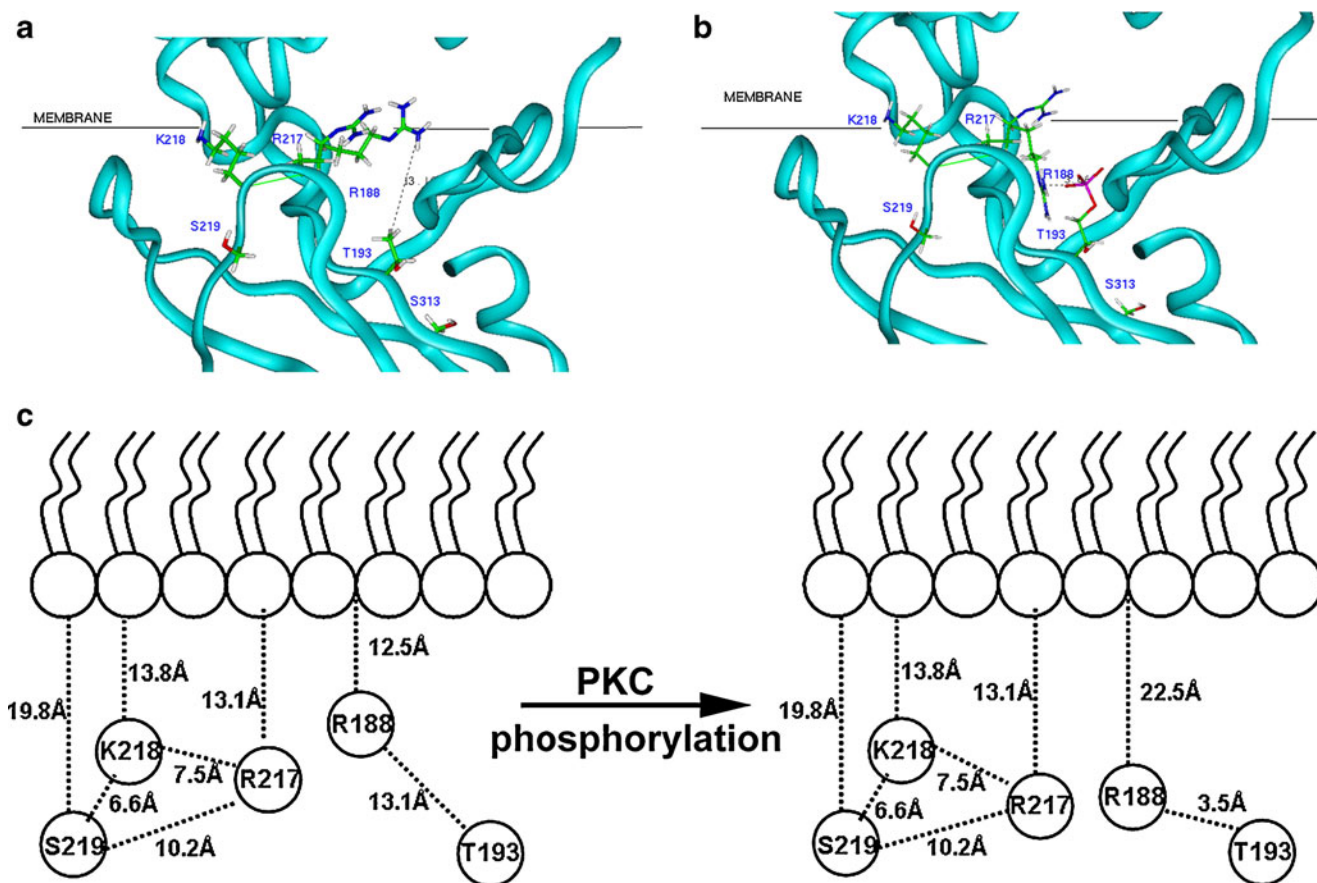 a
MEMBRANE
K218
R217
R188
S219
T193
S313
b
MEMBRANE
K218
R217
R188
S219
T193
S313
c
12.5Å
13.8Å
13.1Å
19.8Å
R188
K218
7.5Å
R217
6.6Å
13.1Å
S219
10.2Å
T193
PKC
phosphorylation
13.8Å
13.1Å
22.5Å
19.8Å
K218
7.5Å
R217
R188
3.5Å
6.6Å
S219
10.2Å
T193